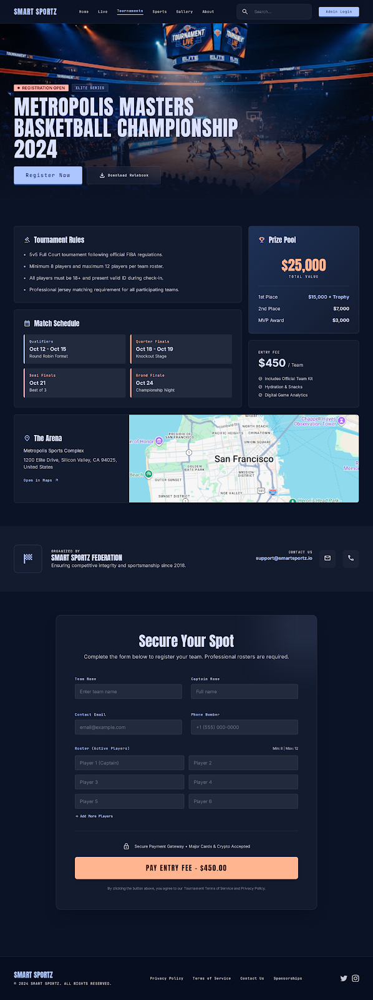 SMART SPORTZ
Home Live Tournaments Sports Gallery About
Search...
Admin Login
TOURNAMENT LIVE
ELITE
REGISTRATION OPEN
ELITE SERIES
METROPOLIS MASTERS
BASKETBALL CHAMPIONSHIP
2024
Register Now
Download Rulebook
Tournament Rules
• 5v5 Full Court tournament following official FIBA regulations.
• Minimum 8 players and maximum 12 players per team roster.
• All players must be 18+ and present valid ID during check-in.
• Professional jersey matching requirement for all participating teams.
Prize Pool
$25,000
TOTAL VALUE
1st Place $15,000 + Trophy
2nd Place $7,000
MVP Award $3,000
Match Schedule
Qualifiers
Oct 12 - Oct 15
Round Robin Format
Quarter Finals
Oct 18 - Oct 19
Knockout Stage
Semi Finals
Oct 21
Best of 3
Grand Finale
Oct 24
Championship Night
ENTRY FEE
$450 / Team
Includes Official Team Kit
Hydration & Snacks
Digital Game Analytics
The Arena
Metropolis Sports Complex
1200 Elite Drive, Silicon Valley, CA 94025,
United States
Open in Maps
WHARF
Chappell Hayes
Observation Tower
PRESIDIO OF
SAN FRANCISCO
Lombard St
NORTH BEACH
PACIFIC HEIGHTS
CHINATOWN
n of Honor
UNION SQUARE
1
San Francisco
GOLDEN
GATE PARK
Beach
OUTER SUNSET
MISSION
DISTRICT
SUNSET DISTRICT
NOE VALLEY
101
280
1
Heron's Head Park
R
Memo
ORGANIZED BY
SMART SPORTZ FEDERATION
Ensuring competitive integrity and sportsmanship since 2018.
CONTACT US
support@smartsportz.io
Secure Your Spot
Complete the form below to register your team. Professional rosters are required.
Team Name
Enter team name
Captain Name
Full name
Contact Email
email@example.com
Phone Number
+1 (555) 000-0000
Roster (Active Players)
Min: 8 | Max: 12
Player 1 (Captain)
Player 2
Player 3
Player 4
Player 5
Player 6
+ Add More Players
Secure Payment Gateway • Major Cards & Crypto Accepted
PAY ENTRY FEE - $450.00
By clicking the button above, you agree to our Tournament Terms of Service and Privacy Policy.
SMART SPORTZ
© 2024 SMART SPORTZ. ALL RIGHTS RESERVED.
Privacy Policy Terms of Service Contact Us Sponsorships